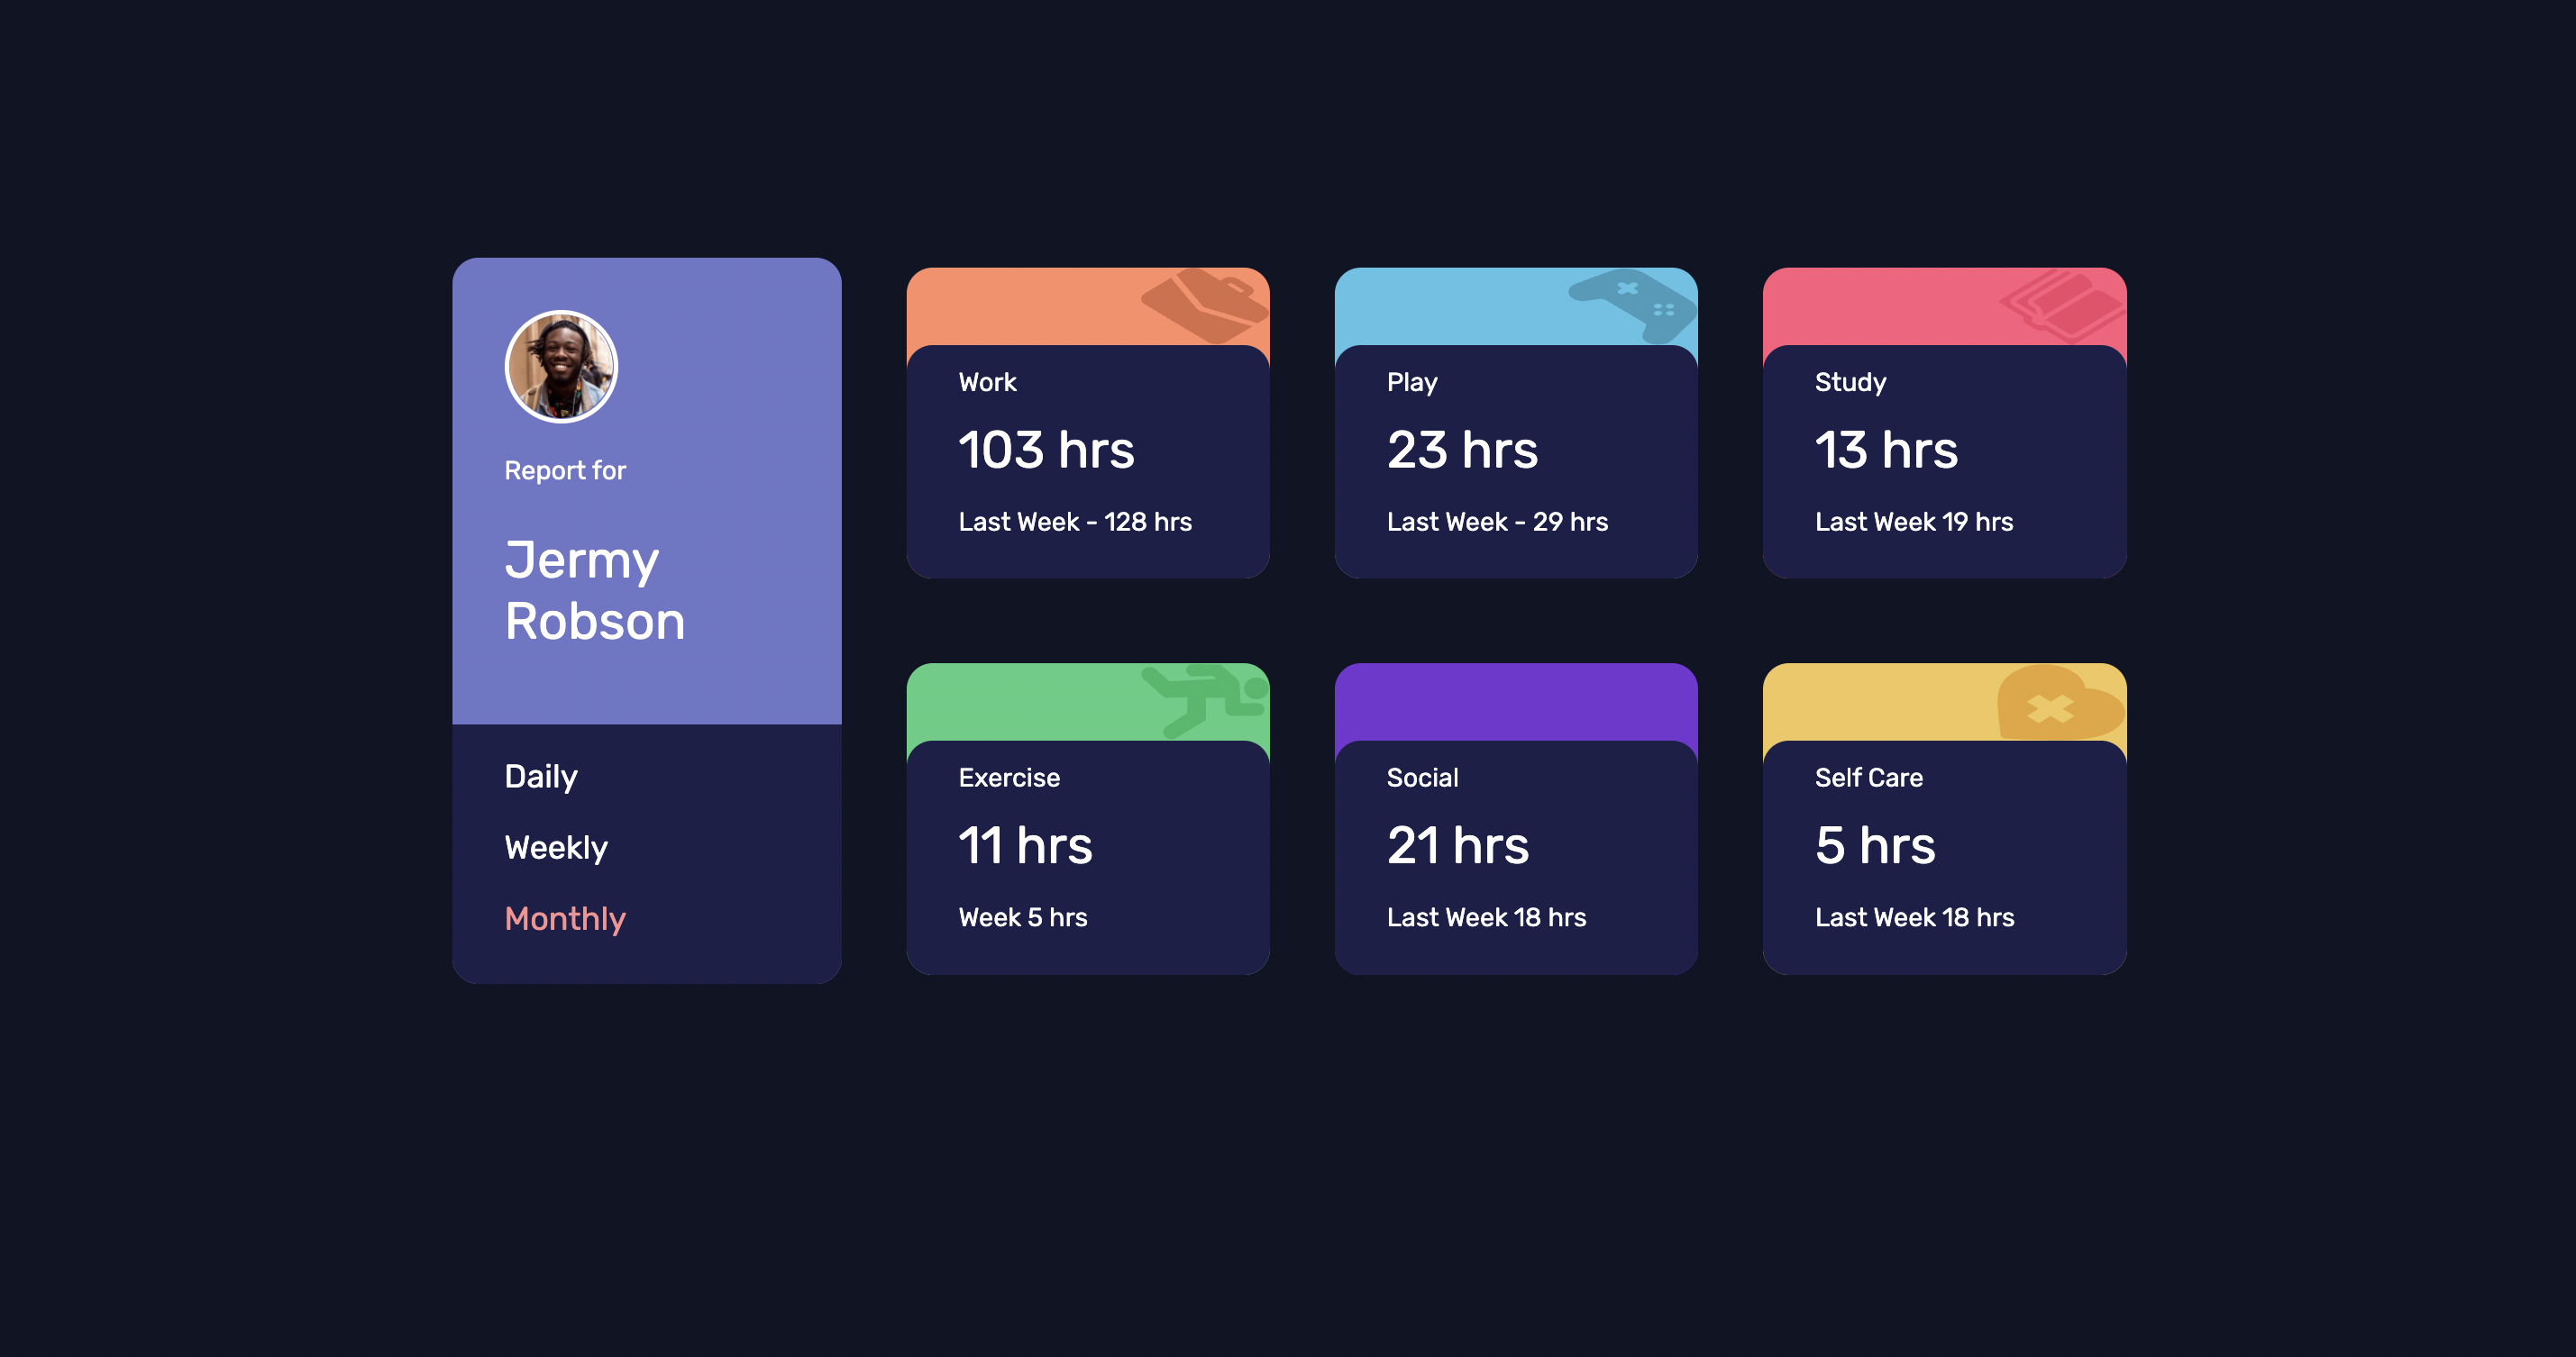 Report for
Jermy
Robson
Daily
Weekly
Monthly
Work
103 hrs
Last Week - 128 hrs
Play
23 hrs
Last Week - 29 hrs
Study
13 hrs
Last Week 19 hrs
Exercise
11 hrs
Week 5 hrs
Social
21 hrs
Last Week 18 hrs
Self Care
5 hrs
Last Week 18 hrs